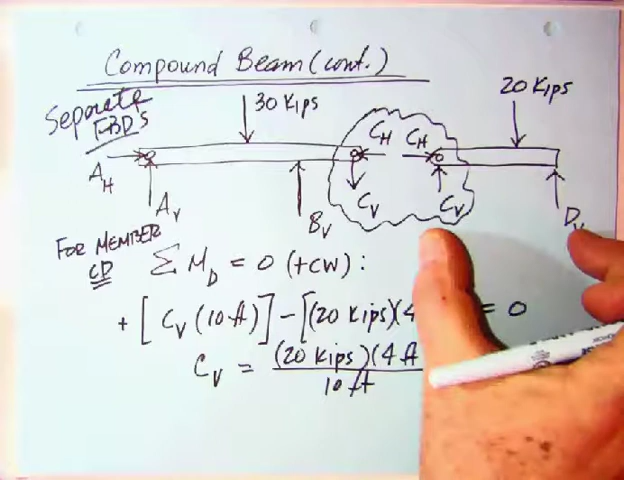 Compound Beam (cont.)
Separate FBD's
30 Kips
20 Kips
C_H
C_H
A_H
A_V
B_V
C_V
C_V
D_V
FOR MEMBER
CD
Σ M_D = 0 (+CW) :
+ [ C_V (10 ft) ] - [(20 Kips)(4 = 0
C_V = (20 Kips)(4 ft
10 ft